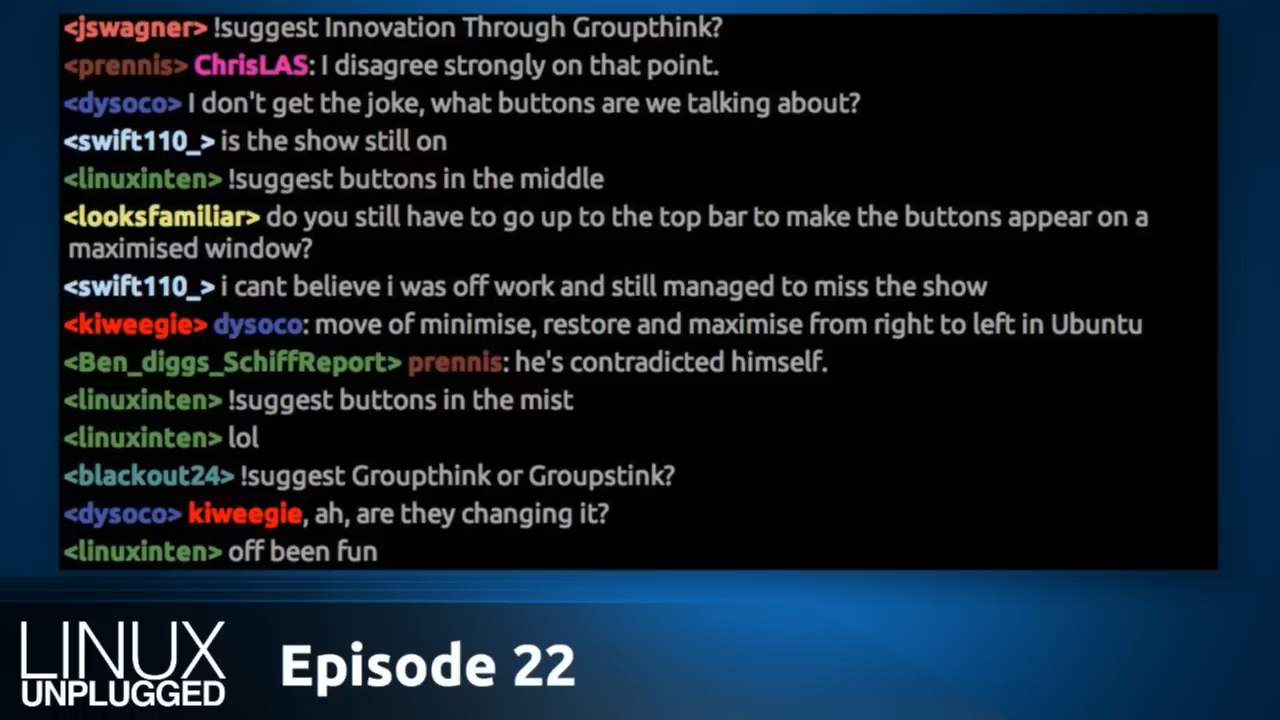 <jswagner> !suggest Innovation Through Groupthink?
<prennis> ChrisLAS: I disagree strongly on that point.
<dysoco> I don't get the joke, what buttons are we talking about?
<swift110_> is the show still on
<linuxinten> !suggest buttons in the middle
<looksfamiliar> do you still have to go up to the top bar to make the buttons appear on a
maximised window?
<swift110_> i cant believe i was off work and still managed to miss the show
<kiweegie> dysoco: move of minimise, restore and maximise from right to left in Ubuntu
<Ben_diggs_SchiffReport> prennis: he's contradicted himself.
<linuxinten> !suggest buttons in the mist
<linuxinten> lol
<blackout24> !suggest Groupthink or Groupstink?
<dysoco> kiweegie, ah, are they changing it?
<linuxinten> off been fun
LINUX
UNPLUGGED
Episode 22